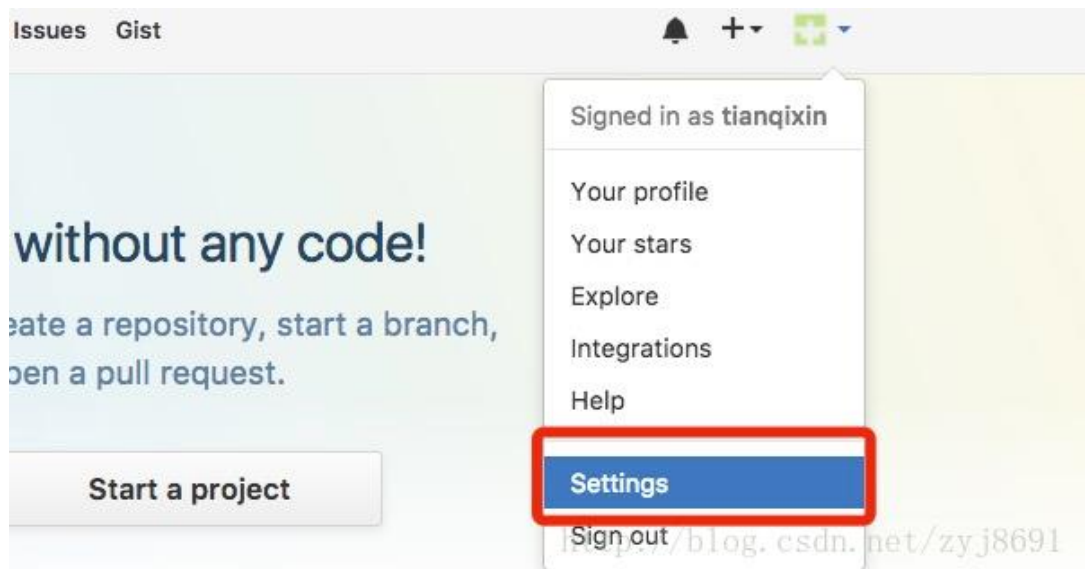 Issues Gist
Signed in as tianqixin
Your profile
Your stars
Explore
Integrations
Help
Settings
Sign out
without any code!
eate a repository, start a branch,
pen a pull request.
Start a project
http://blog.csdn.net/zyj8691